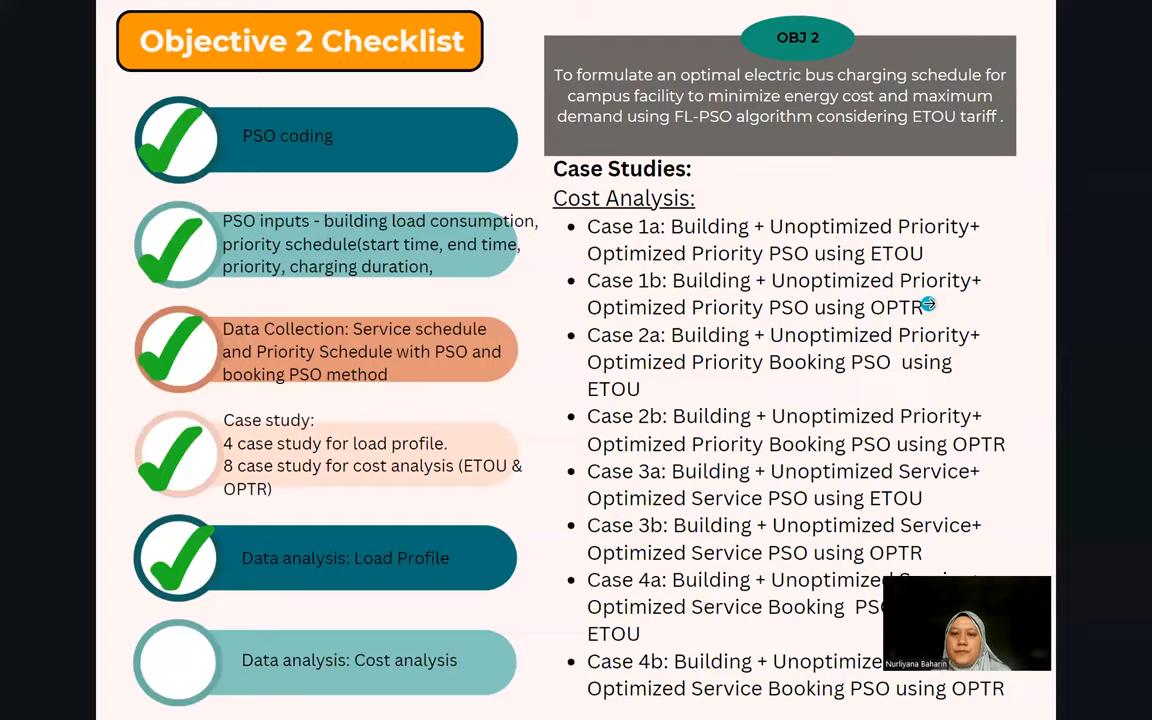 Objective 2 Checklist
PSO coding
PSO inputs - building load consumption,
priority schedule(start time, end time,
priority, charging duration,
Data Collection: Service schedule
and Priority Schedule with PSO and
booking PSO method
Case study:
4 case study for load profile.
8 case study for cost analysis (ETOU &
OPTR)
Data analysis: Load Profile
Data analysis: Cost analysis
OBJ 2
To formulate an optimal electric bus charging schedule for
campus facility to minimize energy cost and maximum
demand using FL-PSO algorithm considering ETOU tariff .
Case Studies:
Cost Analysis:
Case 1a: Building + Unoptimized Priority+
Optimized Priority PSO using ETOU
Case 1b: Building + Unoptimized Priority+
Optimized Priority PSO using OPTR
Case 2a: Building + Unoptimized Priority+
Optimized Priority Booking PSO using
ETOU
Case 2b: Building + Unoptimized Priority+
Optimized Priority Booking PSO using OPTR
Case 3a: Building + Unoptimized Service+
Optimized Service PSO using ETOU
Case 3b: Building + Unoptimized Service+
Optimized Service PSO using OPTR
Case 4a: Building + Unoptimized
Optimized Service Booking PSO
ETOU
Case 4b: Building + Unoptimize
Optimized Service Booking PSO using OPTR
Nurliyana Baharin